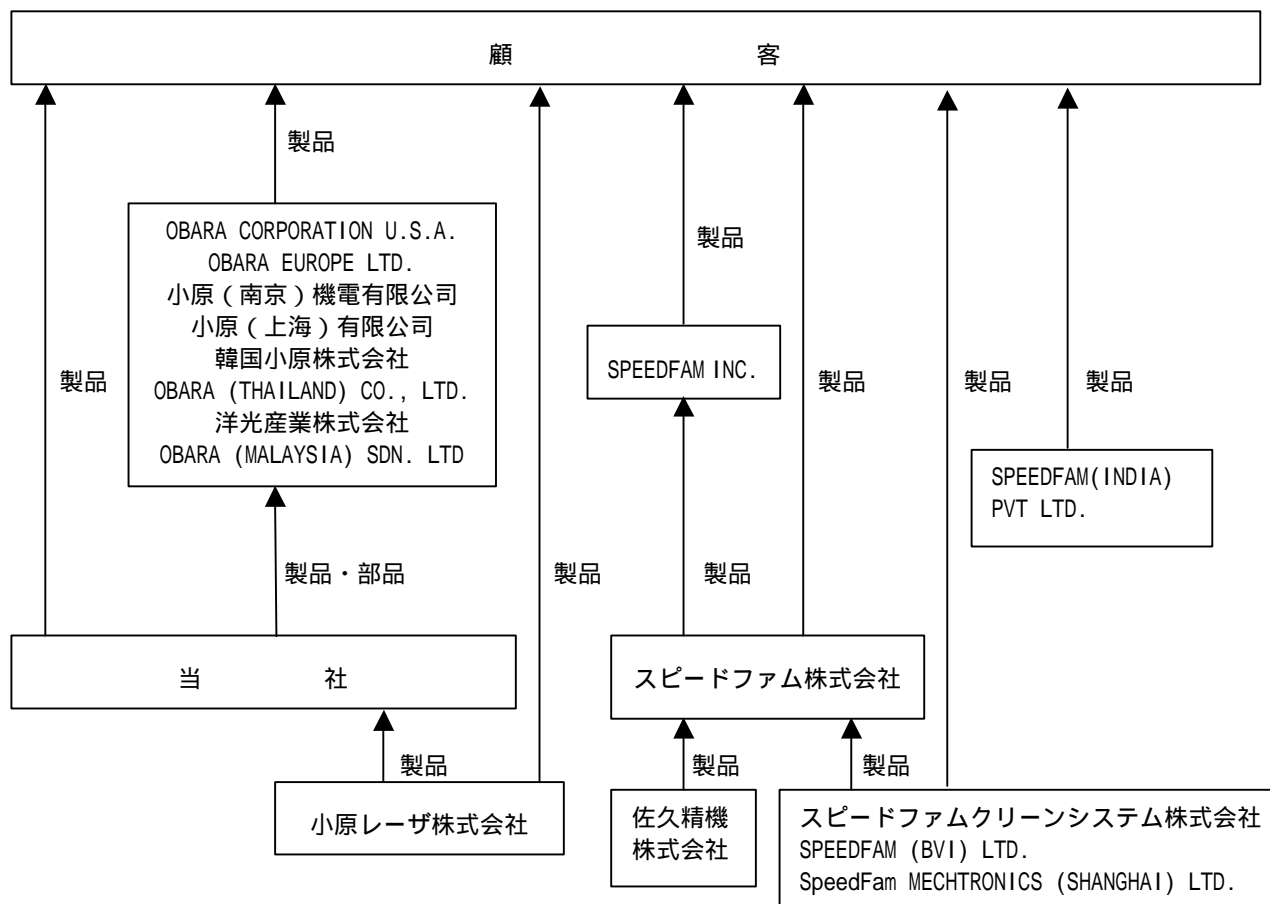 顧客
製品
OBARA CORPORATION U.S.A.
OBARA EUROPE LTD.
小原（南京）機電有限公司
小原（上海）有限公司
韓国小原株式会社
OBARA (THAILAND) CO., LTD.
洋光産業株式会社
OBARA (MALAYSIA) SDN. LTD
製品
SPEEDFAM INC.
製品
製品
製品
製品
SPEEDFAM(INDIA)
PVT LTD.
製品・部品
製品
製品
当社
スピードファム株式会社
製品
製品
製品
小原レーザ株式会社
佐久精機
株式会社
スピードファムクリーンシステム株式会社
SPEEDFAM (BVI) LTD.
SpeedFam MECHTRONICS (SHANGHAI) LTD.